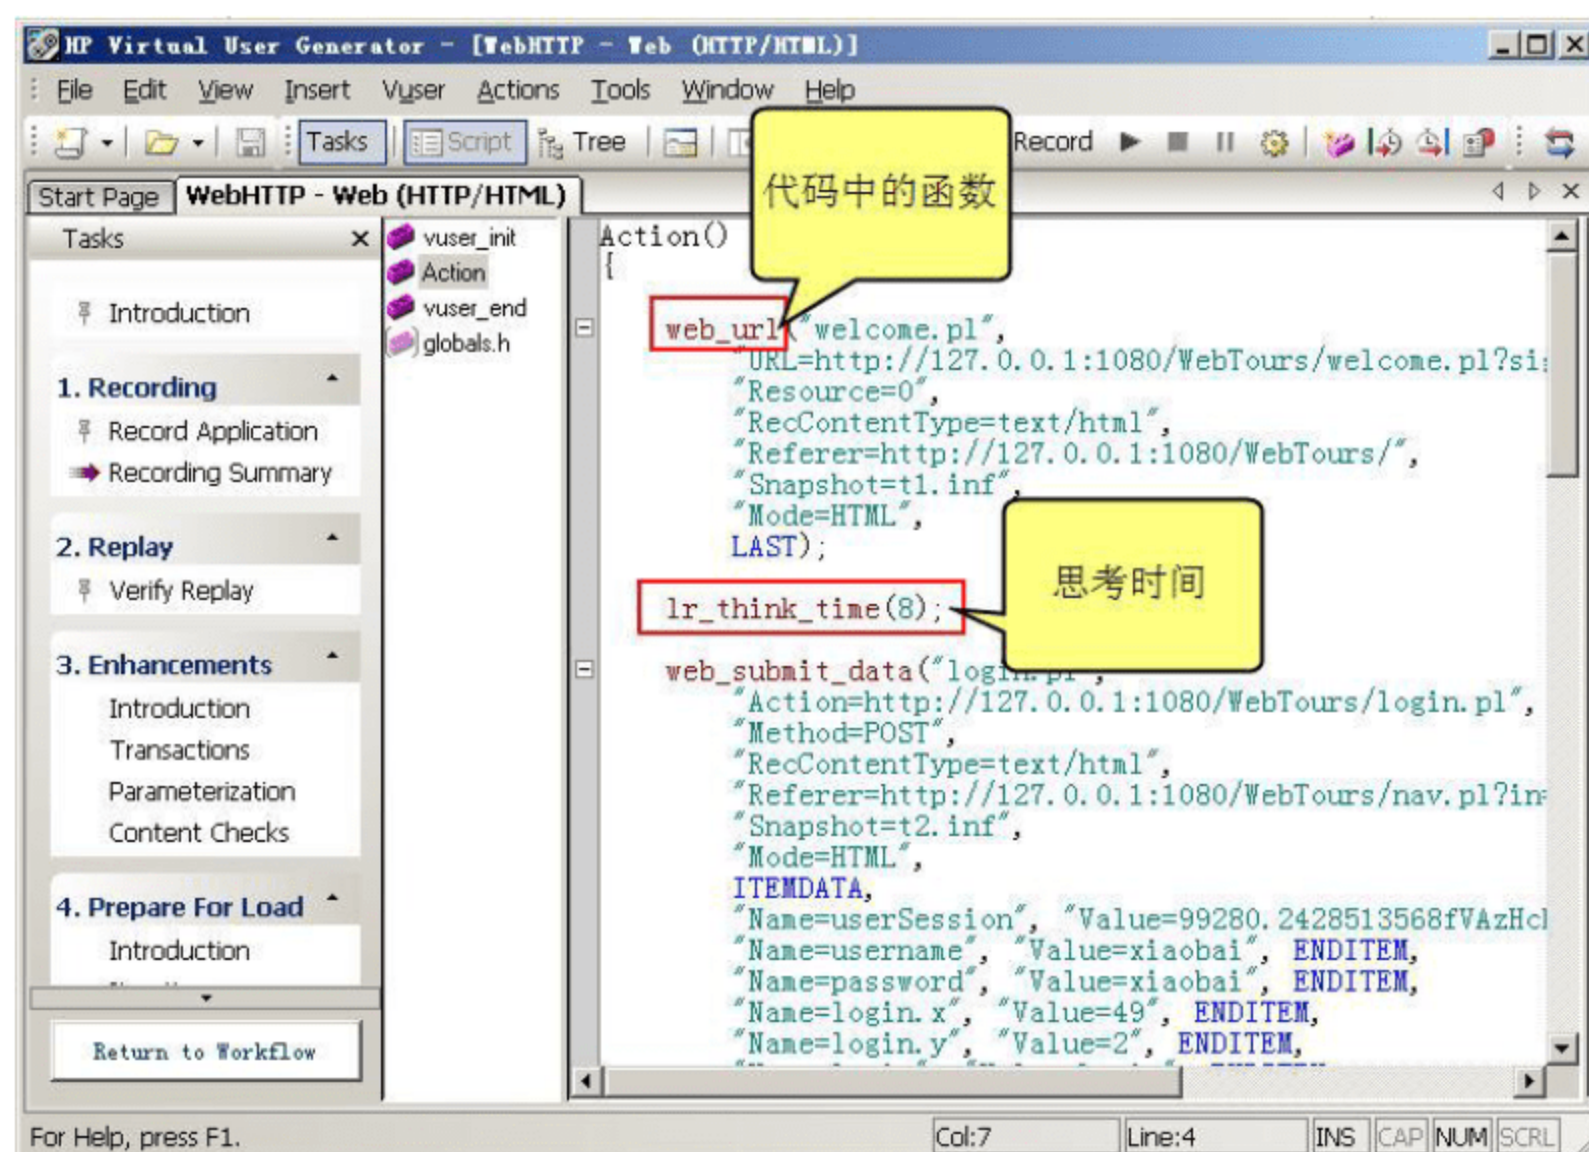 HP Virtual User Generator - [WebHTTP - Web (HTTP/HTML)]
File Edit View Insert Vuser Actions Tools Window Help
Tasks Script Tree Record
Start Page WebHTTP - Web (HTTP/HTML)
Tasks
Introduction
1. Recording
Record Application
Recording Summary
2. Replay
Verify Replay
3. Enhancements
Introduction
Transactions
Parameterization
Content Checks
4. Prepare For Load
Introduction
Return to Workflow
vuser_init
Action
vuser_end
globals.h
代码中的函数
Action()
{
web_url("welcome.pl",
"URL=http://127.0.0.1:1080/WebTours/welcome.pl?si
"Resource=0",
"RecContentType=text/html",
"Referer=http://127.0.0.1:1080/WebTours/",
"Snapshot=t1.inf",
"Mode=HTML",
LAST);
思考时间
lr_think_time(8);
web_submit_data("login.pl",
"Action=http://127.0.0.1:1080/WebTours/login.pl",
"Method=POST",
"RecContentType=text/html",
"Referer=http://127.0.0.1:1080/WebTours/nav.pl?in=
"Snapshot=t2.inf",
"Mode=HTML",
ITEMDATA,
"Name=userSession", "Value=99280.2428513568fVAzHc
"Name=username", "Value=xiaobai", ENDITEM,
"Name=password", "Value=xiaobai", ENDITEM,
"Name=login.x", "Value=49", ENDITEM,
"Name=login.y", "Value=2", ENDITEM,
For Help, press F1.
Col:7 Line:4 INS CAP NUM SCRL